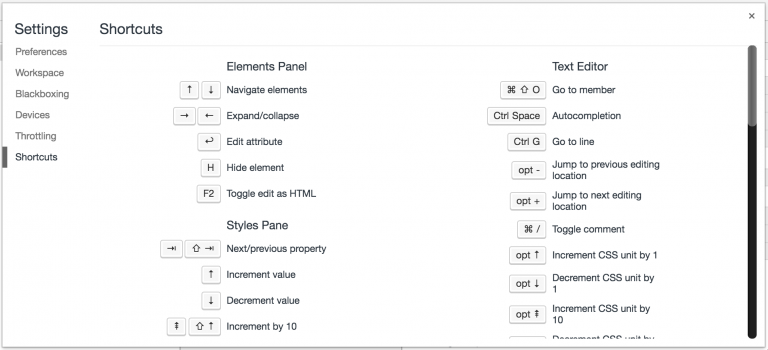 ×
Settings
Preferences
Workspace
Blackboxing
Devices
Throttling
Shortcuts
Shortcuts
Elements Panel
↑ ↓ Navigate elements
→ ← Expand/collapse
↩ Edit attribute
H Hide element
F2 Toggle edit as HTML
Styles Pane
⇥ ⇧ ⇥ Next/previous property
↑ Increment value
↓ Decrement value
⇞ ⇧ ↑ Increment by 10
Text Editor
⌘ ⇧ O Go to member
Ctrl Space Autocompletion
Ctrl G Go to line
opt - Jump to previous editing
location
opt + Jump to next editing
location
⌘ / Toggle comment
opt ↑ Increment CSS unit by 1
opt ↓ Decrement CSS unit by
1
opt ⇞ Increment CSS unit by
10
Decrement CSS unit by